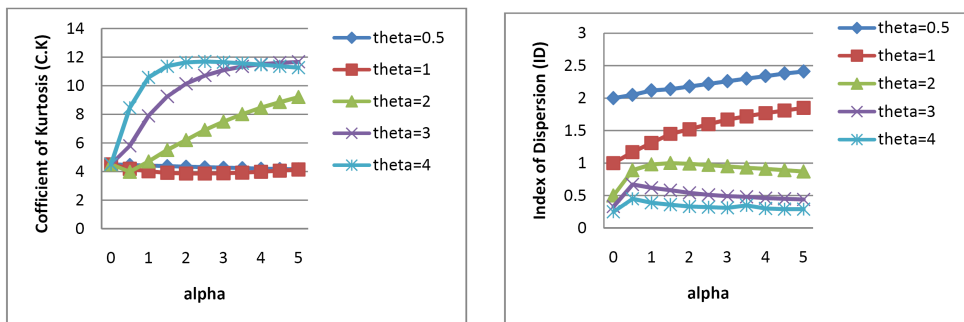 Cofficient of Kurtosis (C.K)
14
12
10
8
6
4
2
0
0 1 2 3 4 5
alpha
theta=0.5
theta=1
theta=2
theta=3
theta=4
Index of Dispersion (ID)
3
2.5
2
1.5
1
0.5
0
0 1 2 3 4 5
alpha
theta=0.5
theta=1
theta=2
theta=3
theta=4